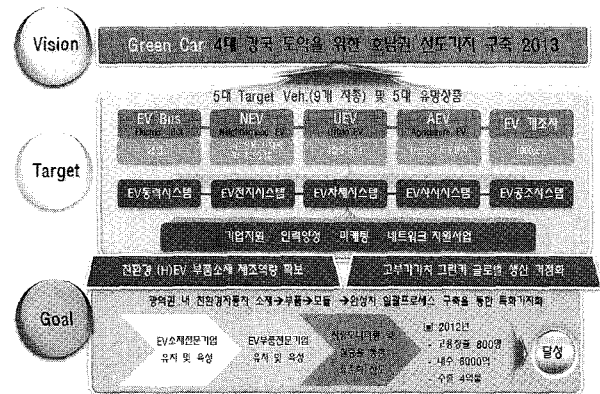 Vision
Green Car 4대 강국 도약을 위한 호남권 선도기지 구축 2013
5대 Target Veh.(9개 차종) 및 5대 유망상품
Target
EV Bus
NEV
UEV
AEV
EV 개조차
EV동력시스템
EV전지시스템
EV차체시스템
EV샤시시스템
EV공조시스템
기업지원 인력양성 마케팅 네트워크 지원사업
친환경 (H)EV 부품소재 제조역량 확보
고부가가치 그린카 글로벌 생산 거점화
Goal
광역권 내 친환경자동차 소재→부품→모듈 →완성차 일괄프로세스 구축을 통한 특화기지화
EV소재전문기업
유치 및 육성
EV부품전문기업
유치 및 육성
2012년
- 고용창출 800명
- 내수 6000억
- 수출 4억불
달성